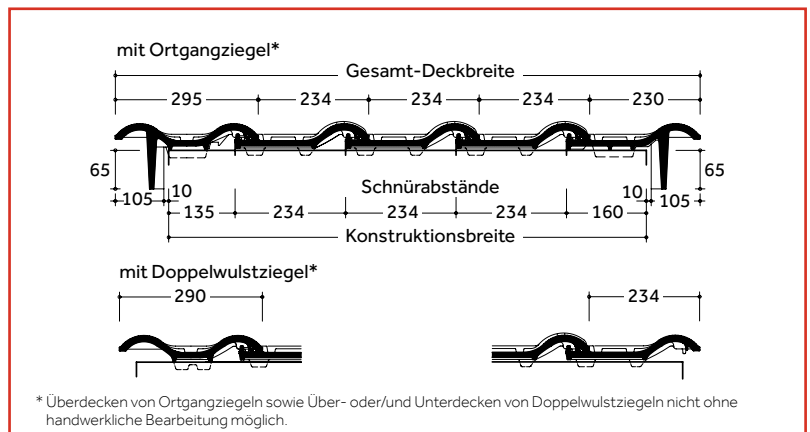 mit Ortgangziegel*
Gesamt-Deckbreite
295 234 234 234 230
65 65
10 Schnürabstände 10
105 105
135 234 234 234 160
Konstruktionsbreite
mit Doppelwulstziegel*
290 234
* Überdecken von Ortgangziegeln sowie Über- oder/und Unterdecken von Doppelwulstziegeln nicht ohne
handwerkliche Bearbeitung möglich.